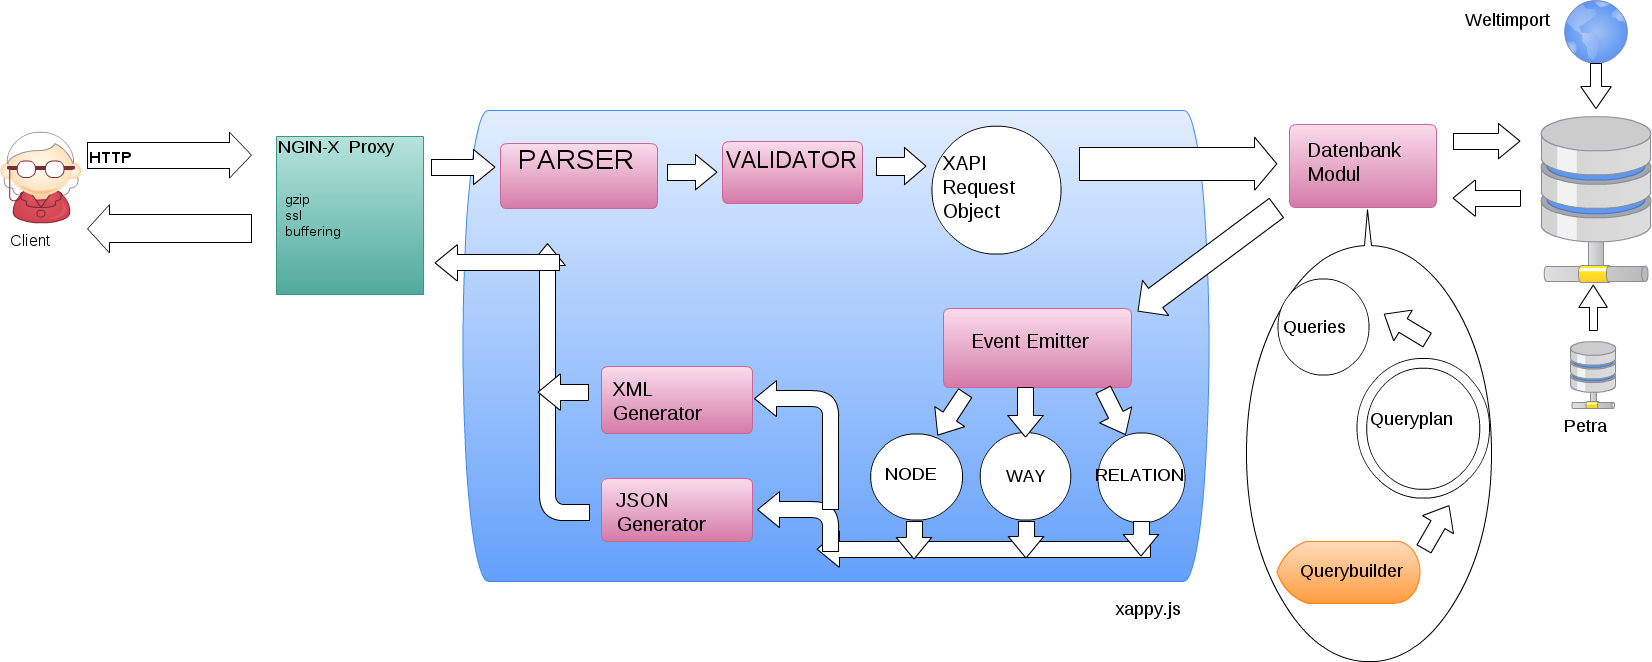 Weltimport
HTTP
NGIN-X Proxy
gzip
ssl
buffering
Client
PARSER
VALIDATOR
XAPI
Request
Object
Datenbank
Modul
Event Emitter
Queries
XML
Generator
Queryplan
Petra
NODE
WAY
RELATION
JSON
Generator
Querybuilder
xappy.js